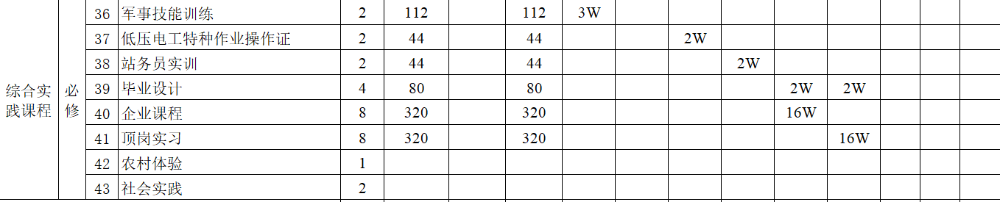 36 军事技能训练 2 112 112 3W
37 低压电工特种作业操作证 2 44 44 2W
38 站务员实训 2 44 44 2W
综合实践课程 必修 39 毕业设计 4 80 80 2W 2W
40 企业课程 8 320 320 16W
41 顶岗实习 8 320 320 16W
42 农村体验 1
43 社会实践 2